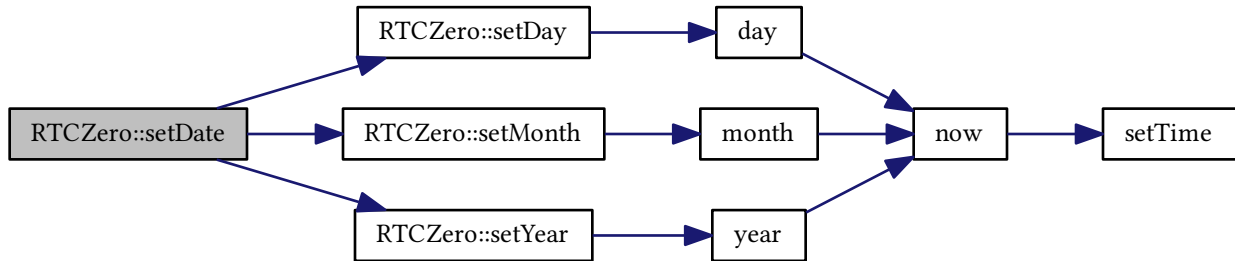 RTCZero::setDay
day
RTCZero::setDate
RTCZero::setMonth
month
now
setTime
RTCZero::setYear
year